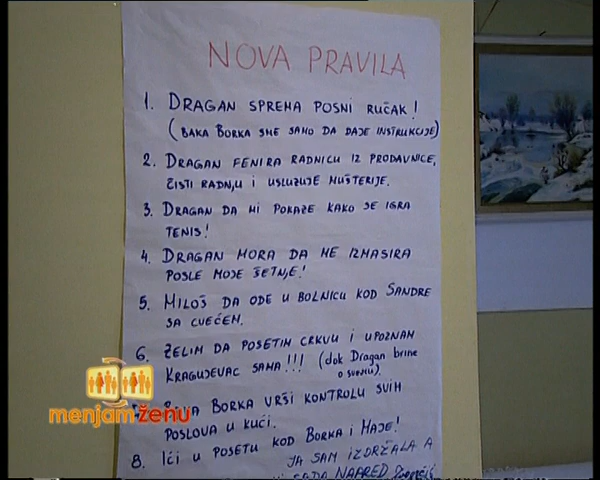 NOVA PRAVILA
1. DRAGAN SPREMA POSNI RUČAK!
(BAKA BORKA SME SAMO DA DAJE INSTRUKCIJE)
2. DRAGAN FENIRA RADNICU IZ PRODAVNICE,
ČISTI RADNJU I USLUZUJE MUŠTERIJE.
3. DRAGAN DA MI POKAZE KAKO SE IGRA
TENIS!
4. DRAGAN MORA DA ME IZMASIRA
POSLE MOJE ŠETNJE!
5. MILOŠ DA ODE U BOLNICU KOD SANDRE
SA CVEĆEM.
6. ŽELIM DA POSETIM CRKVU I UPOZNAM
KRAGUJEVAC SAMA!!! (dok Dragan brine
o svemu).
BORKA VRŠI KONTROLU SVIH
POSLOVA U KUĆI.
8. IĆI U POSETU KOD BORKA I MAJE!
JA SAM IZDRŽALA A
SADA NAPRED
menjam ženu